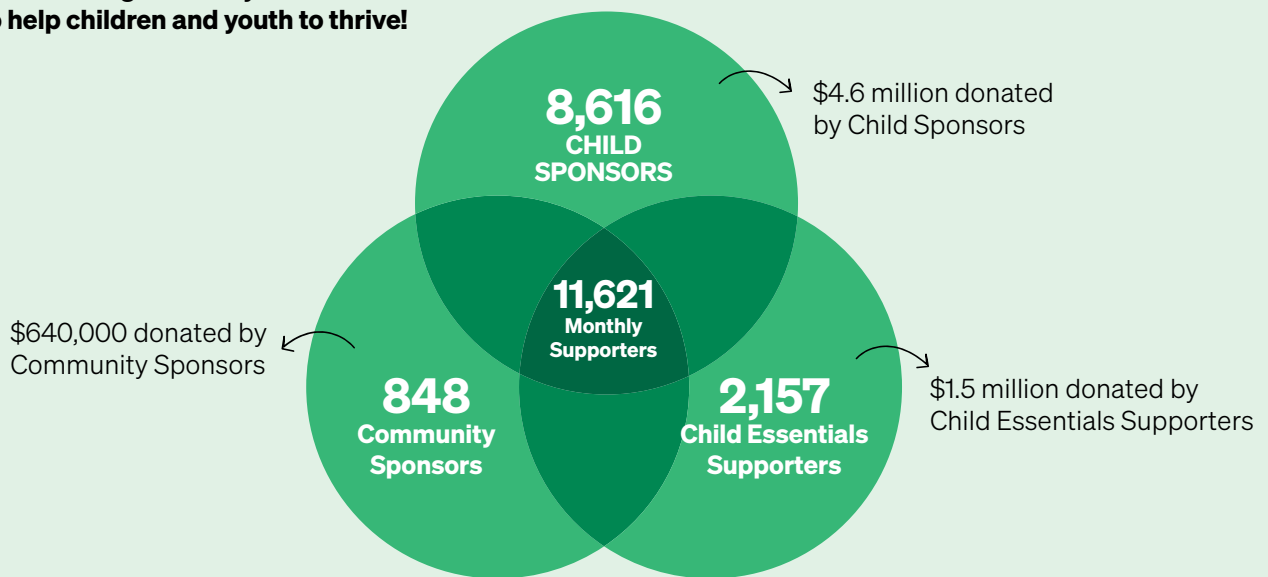 help children and youth to thrive!
8,616
CHILD
SPONSORS
$4.6 million donated
by Child Sponsors
11,621
Monthly
Supporters
$640,000 donated by
Community Sponsors
848
Community
Sponsors
2,157
Child Essentials
Supporters
$1.5 million donated by
Child Essentials Supporters